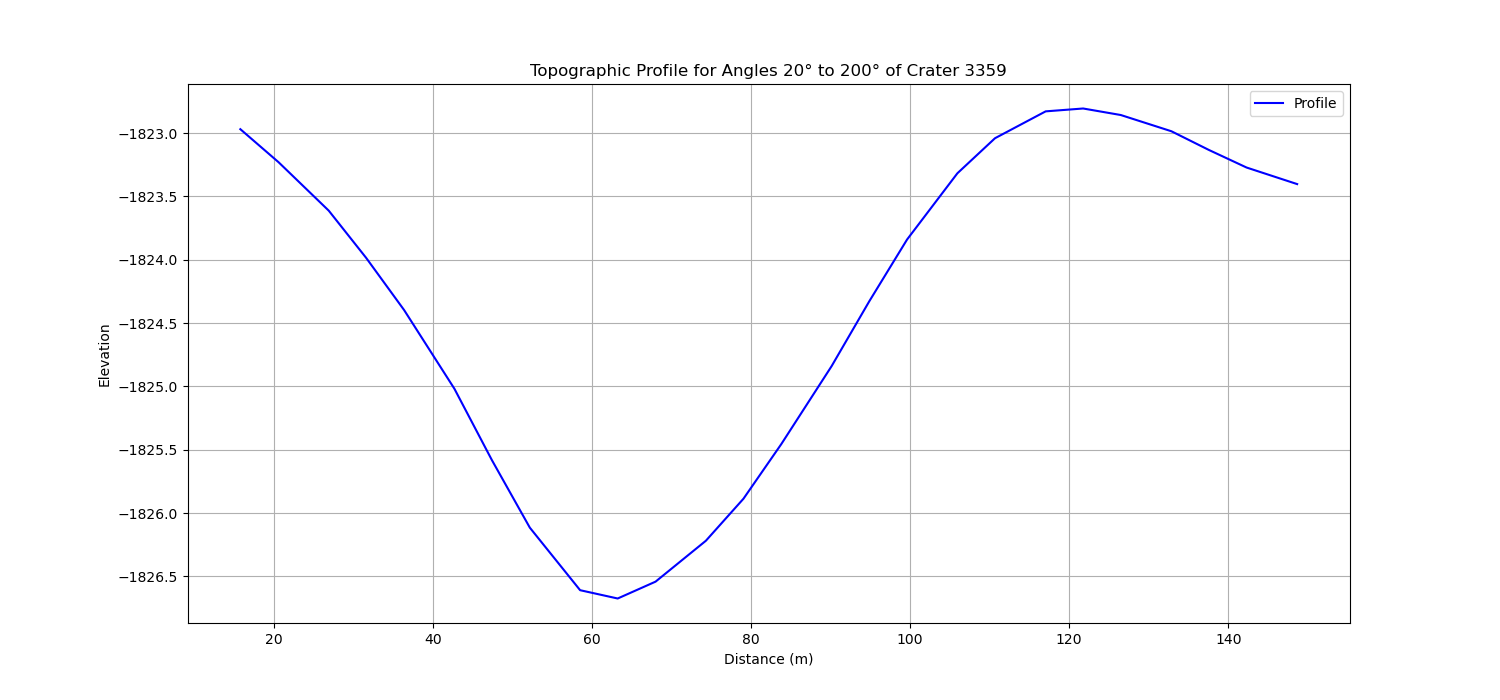 Topographic Profile for Angles 20° to 200° of Crater 3359
Profile
−1823.0
−1823.5
−1824.0
−1824.5
−1825.0
−1825.5
−1826.0
−1826.5
Elevation
20 40 60 80 100 120 140
Distance (m)